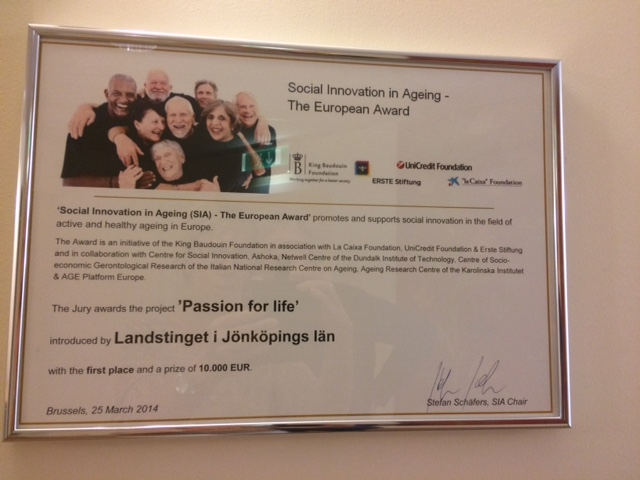 Social Innovation in Ageing -
The European Award
King Baudouin
Foundation
Working together for a better society
ERSTE Stiftung
UniCredit Foundation
"la Caixa" Foundation
'Social Innovation in Ageing (SIA) - The European Award' promotes and supports social innovation in the field of
active and healthy ageing in Europe.
The Award is an initiative of the King Baudouin Foundation in association with La Caixa Foundation, UniCredit Foundation & Erste Stiftung
and in collaboration with Centre for Social Innovation, Ashoka, Netwell Centre of the Dundalk Institute of Technology, Centre of Socio-
economic Gerontological Research of the Italian National Research Centre on Ageing, Ageing Research Centre of the Karolinska Institutet
& AGE Platform Europe.
The Jury awards the project 'Passion for life'
introduced by Landstinget i Jönköpings län
with the first place and a prize of 10.000 EUR.
Brussels, 25 March 2014
Stefan Schäfers, SIA Chair